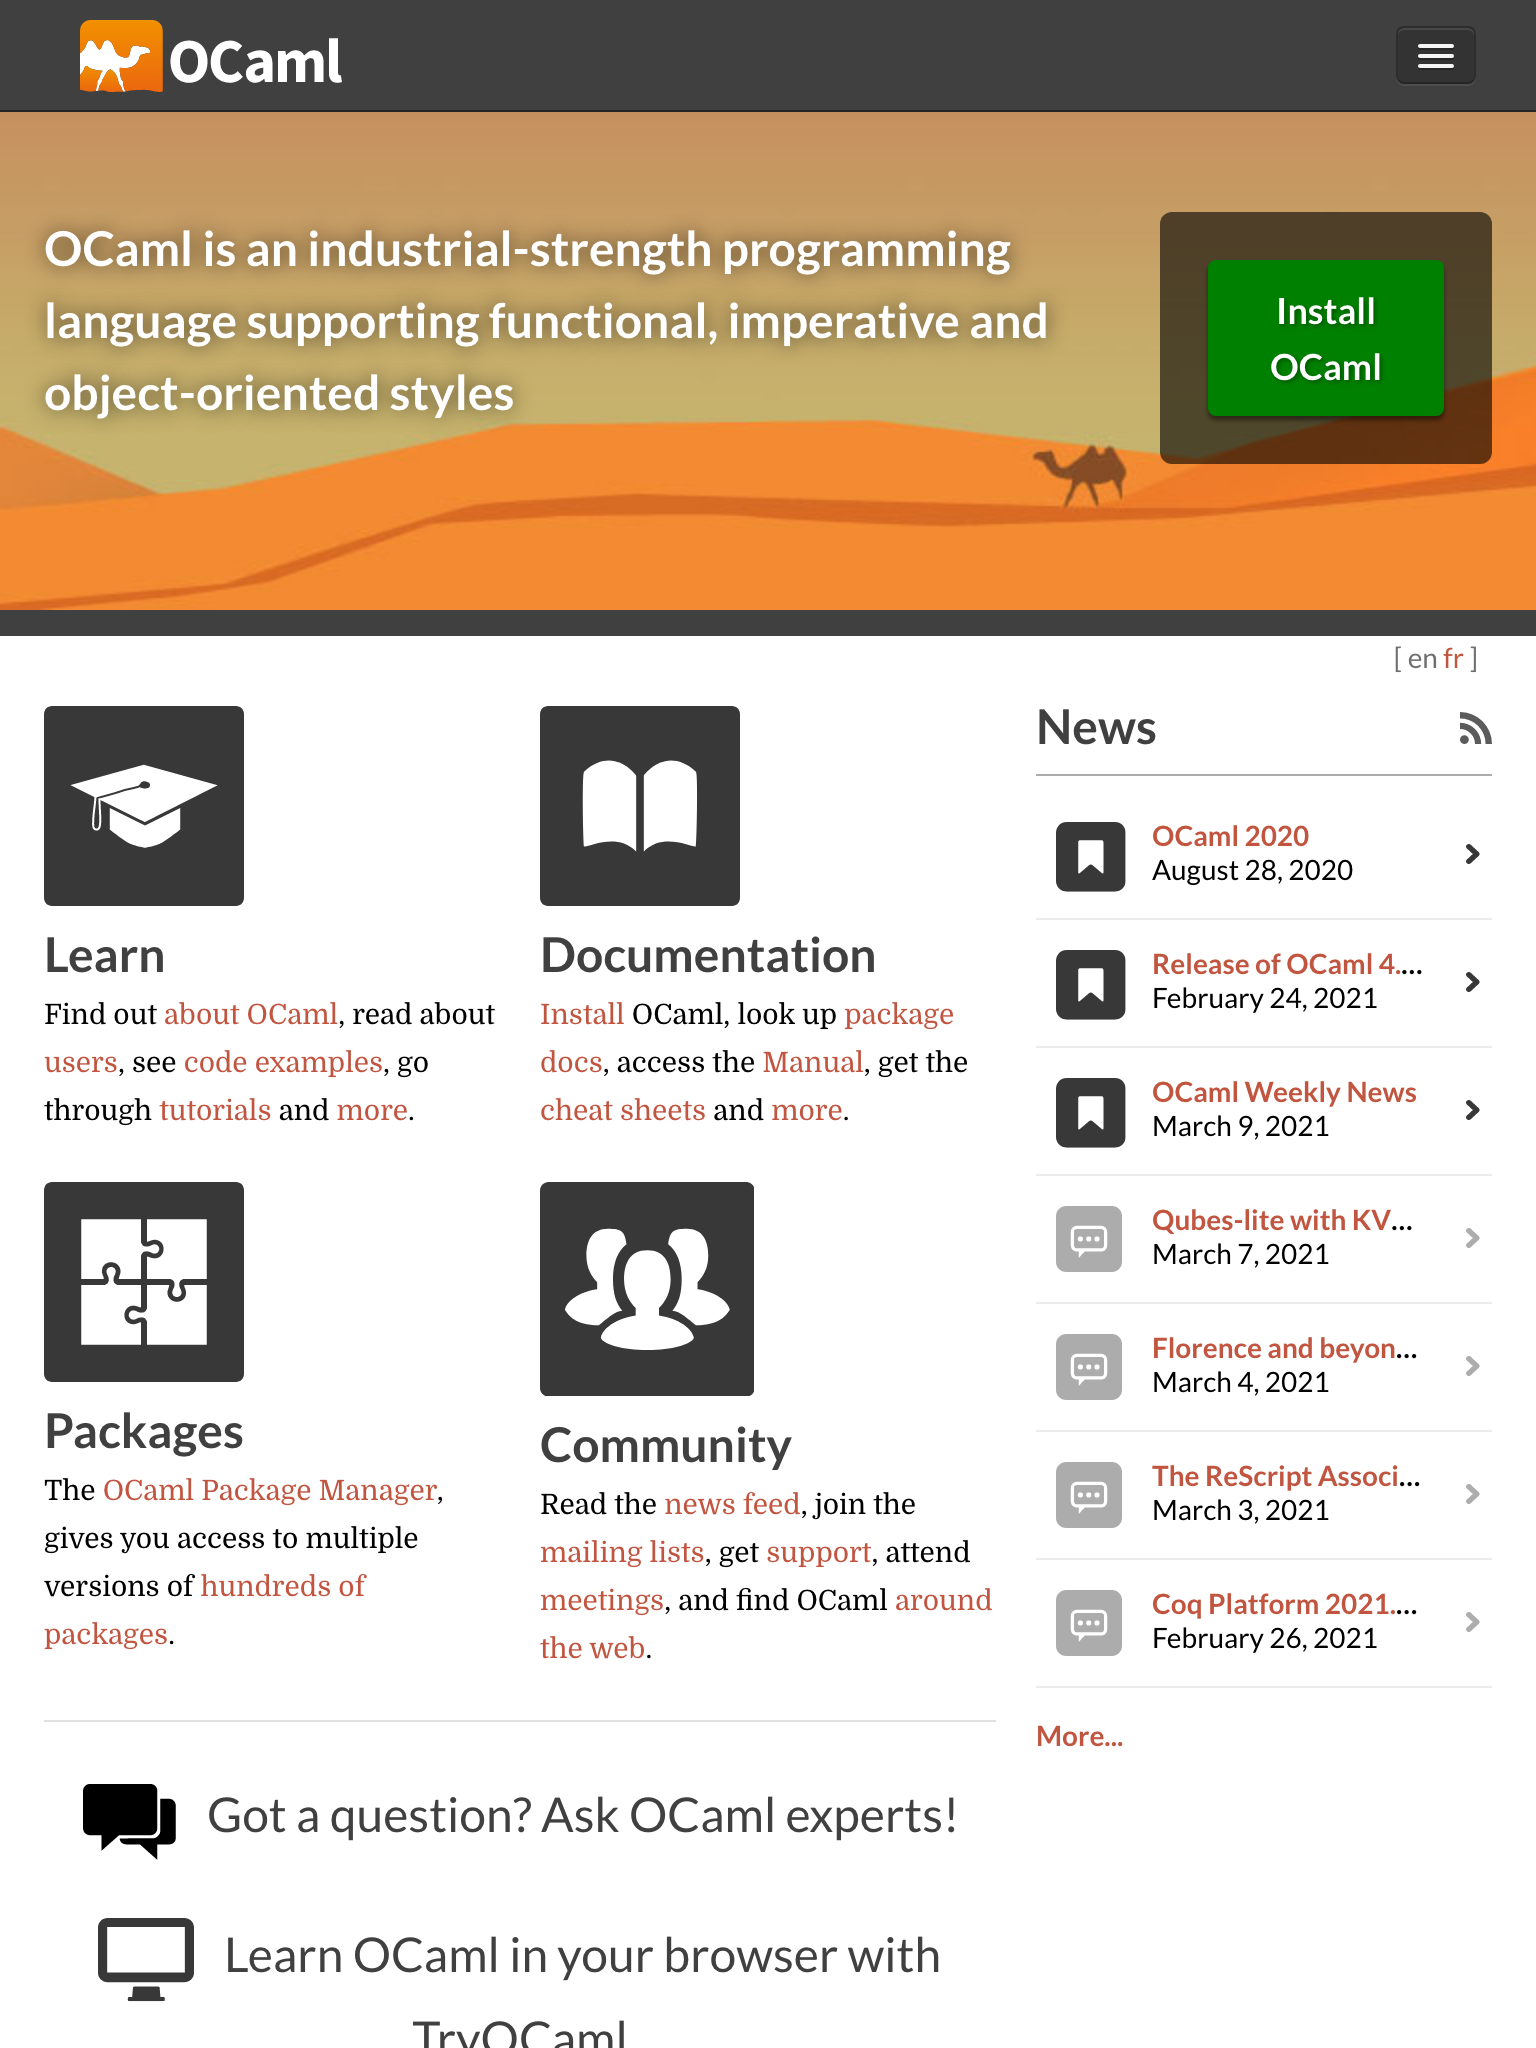 OCaml
OCaml is an industrial-strength programming
language supporting functional, imperative and
object-oriented styles
Install
OCaml
[ en fr ]
Learn
Find out about OCaml, read about
users, see code examples, go
through tutorials and more.
Documentation
Install OCaml, look up package
docs, access the Manual, get the
cheat sheets and more.
Packages
The OCaml Package Manager,
gives you access to multiple
versions of hundreds of
packages.
Community
Read the news feed, join the
mailing lists, get support, attend
meetings, and find OCaml around
the web.
News
OCaml 2020
August 28, 2020
Release of OCaml 4....
February 24, 2021
OCaml Weekly News
March 9, 2021
Qubes-lite with KV...
March 7, 2021
Florence and beyon...
March 4, 2021
The ReScript Associ...
March 3, 2021
Coq Platform 2021....
February 26, 2021
More...
Got a question? Ask OCaml experts!
Learn OCaml in your browser with
TryOCaml